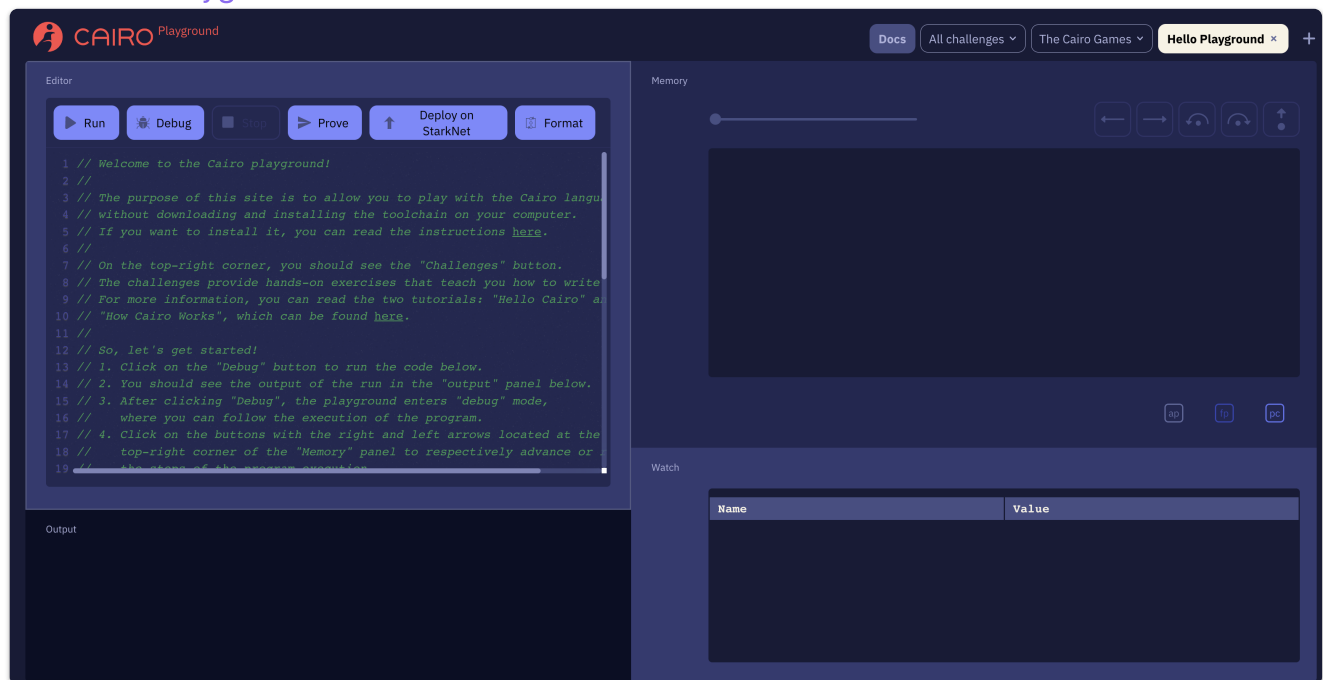 CAIRO Playground
Docs
All challenges
The Cairo Games
Hello Playground ×
+
Editor
Run
Debug
Stop
Prove
Deploy on
StarkNet
Format
1 // Welcome to the Cairo playground!
2 //
3 // The purpose of this site is to allow you to play with the Cairo langu
4 // without downloading and installing the toolchain on your computer.
5 // If you want to install it, you can read the instructions here.
6 //
7 // On the top-right corner, you should see the "Challenges" button.
8 // The challenges provide hands-on exercises that teach you how to write
9 // For more information, you can read the two tutorials: "Hello Cairo" a
10 // "How Cairo Works", which can be found here.
11 //
12 // So, let's get started!
13 // 1. Click on the "Debug" button to run the code below.
14 // 2. You should see the output of the run in the "output" panel below.
15 // 3. After clicking "Debug", the playground enters "debug" mode,
16 //    where you can follow the execution of the program.
17 // 4. Click on the buttons with the right and left arrows located at the
18 //    top-right corner of the "Memory" panel to respectively advance or
19 //    the steps of the program execution
Output
Memory
ap
fp
pc
Watch
Name
Value